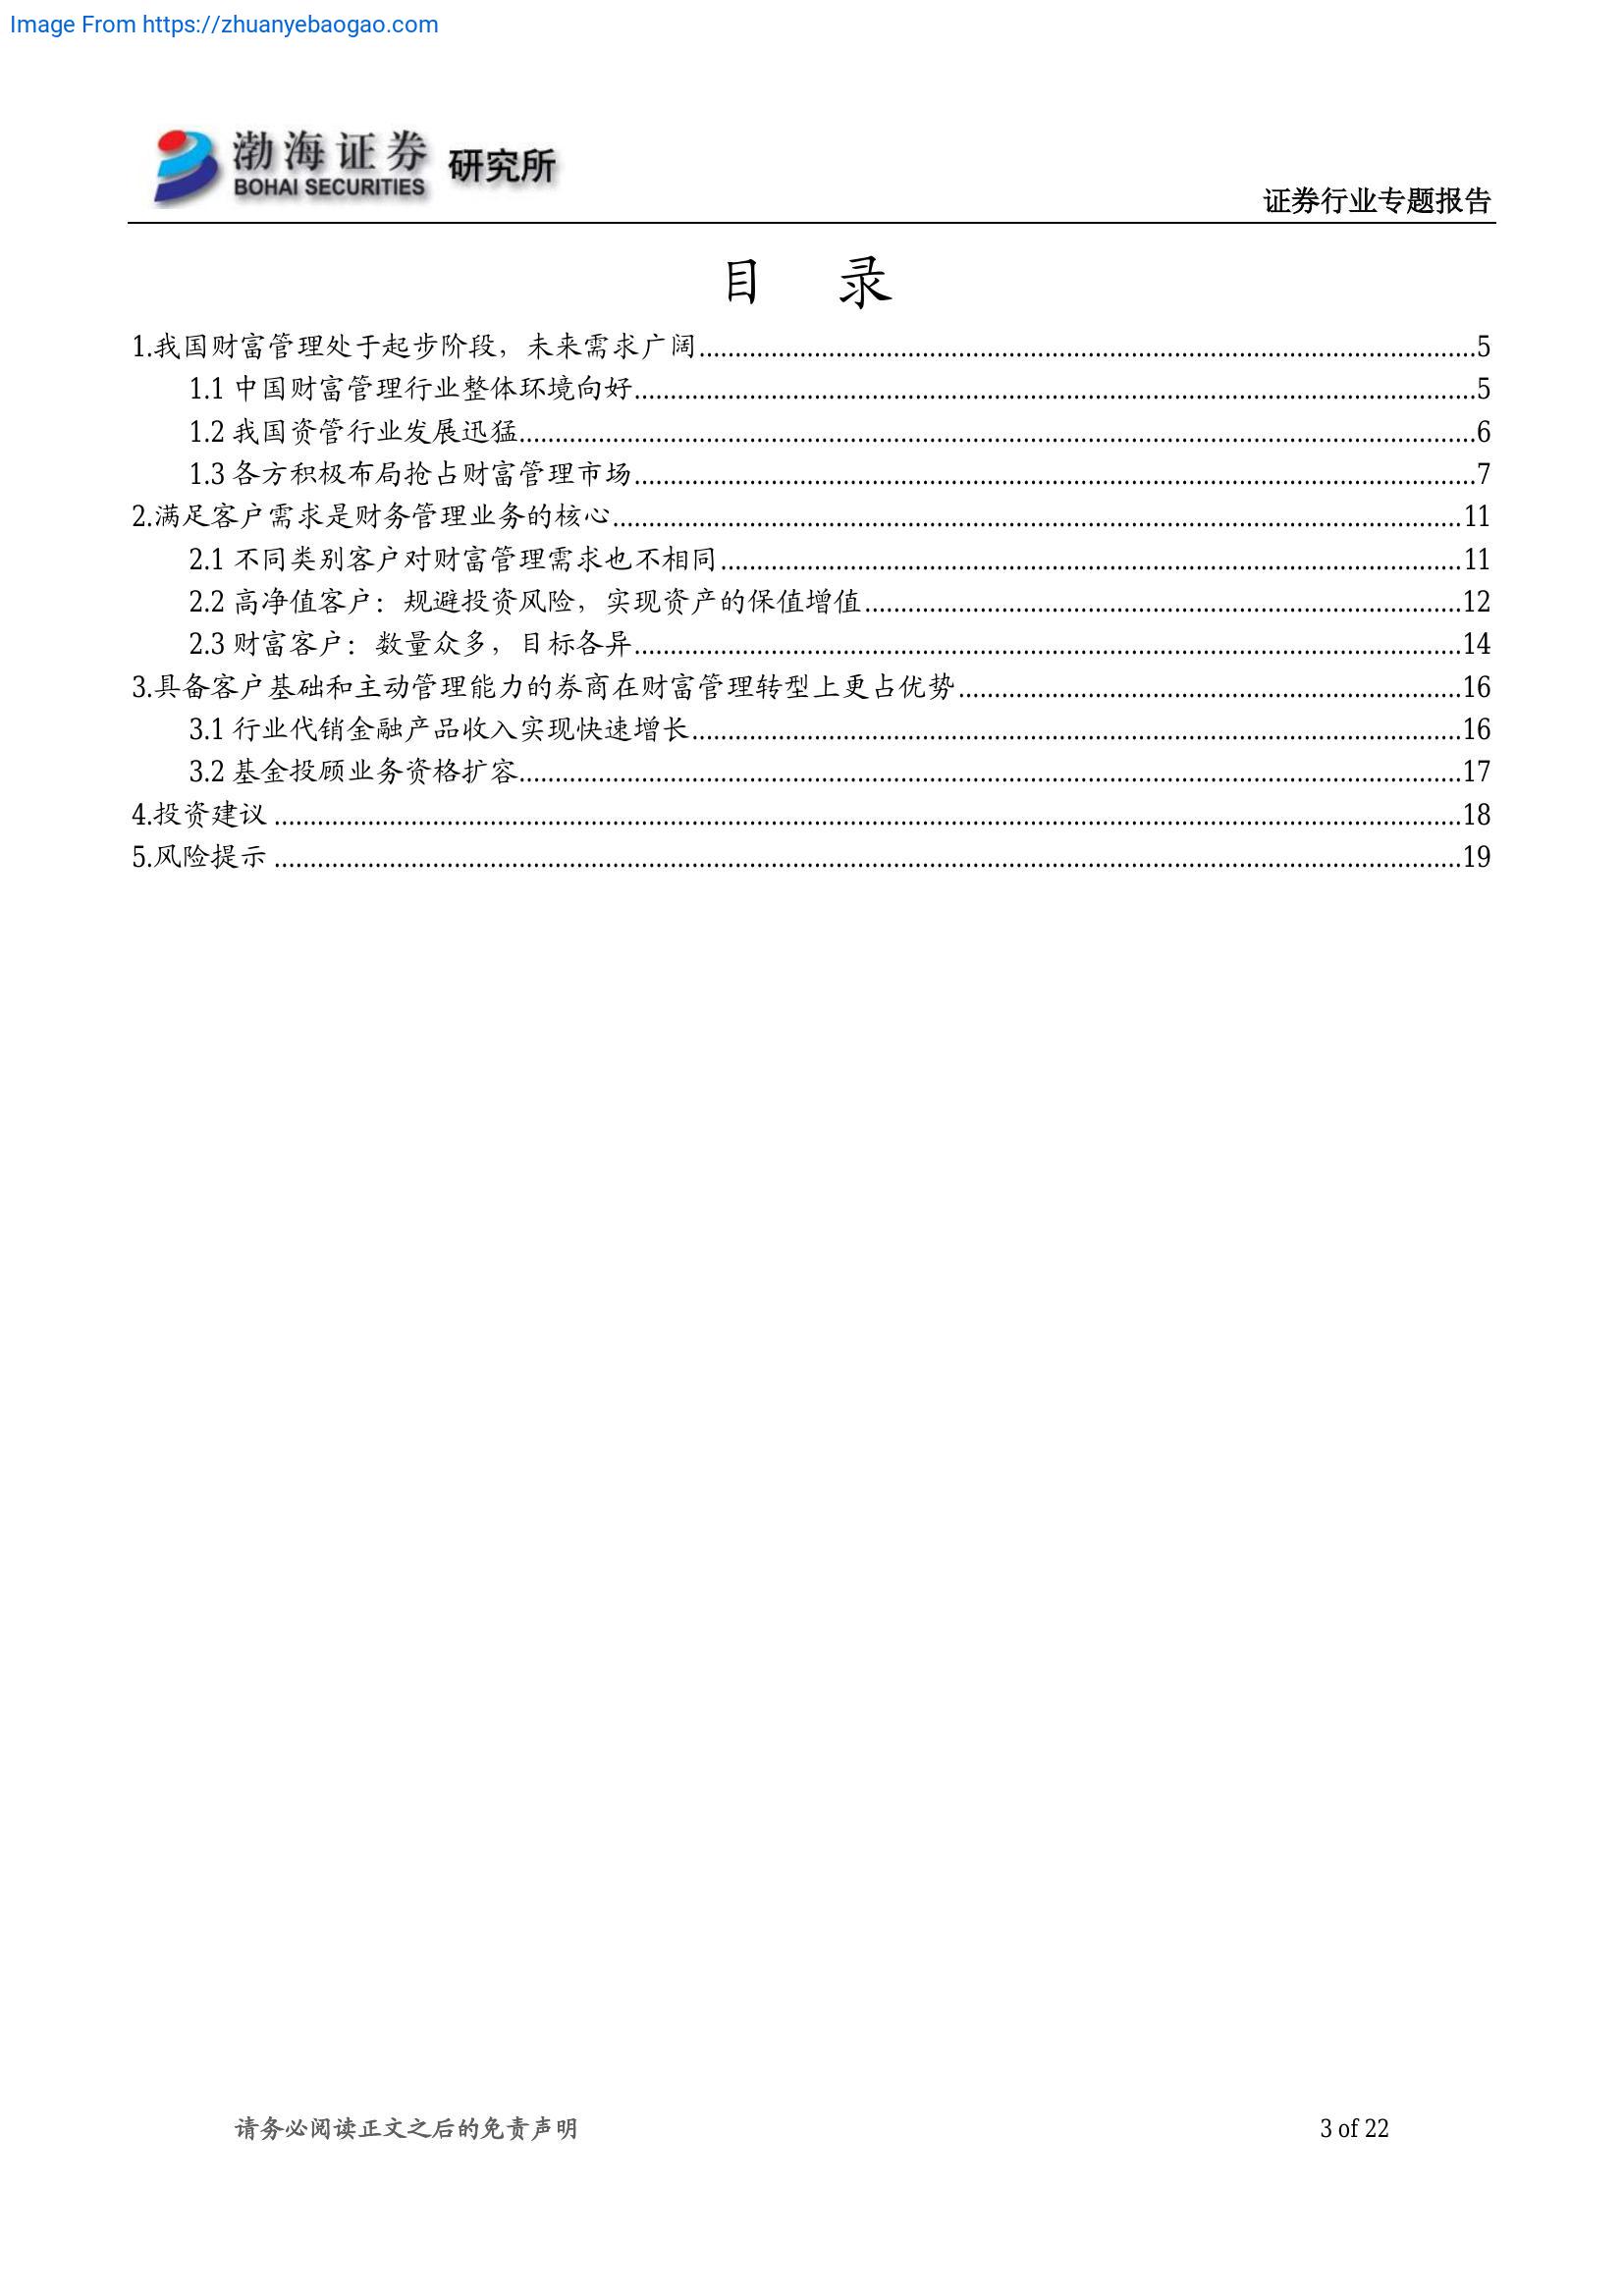 Image From https://zhuanyebaogao.com
渤海证券 研究所
BOHAI SECURITIES
证券行业专题报告
目 录
1.我国财富管理处于起步阶段，未来需求广阔..........5
1.1 中国财富管理行业整体环境向好..........5
1.2 我国资管行业发展迅猛..........6
1.3 各方积极布局抢占财富管理市场..........7
2.满足客户需求是财务管理业务的核心..........11
2.1 不同类别客户对财富管理需求也不相同..........11
2.2 高净值客户：规避投资风险，实现资产的保值增值..........12
2.3 财富客户：数量众多，目标各异..........14
3.具备客户基础和主动管理能力的券商在财富管理转型上更占优势..........16
3.1 行业代销金融产品收入实现快速增长..........16
3.2 基金投顾业务资格扩容..........17
4.投资建议..........18
5.风险提示..........19
请务必阅读正文之后的免责声明
3 of 22